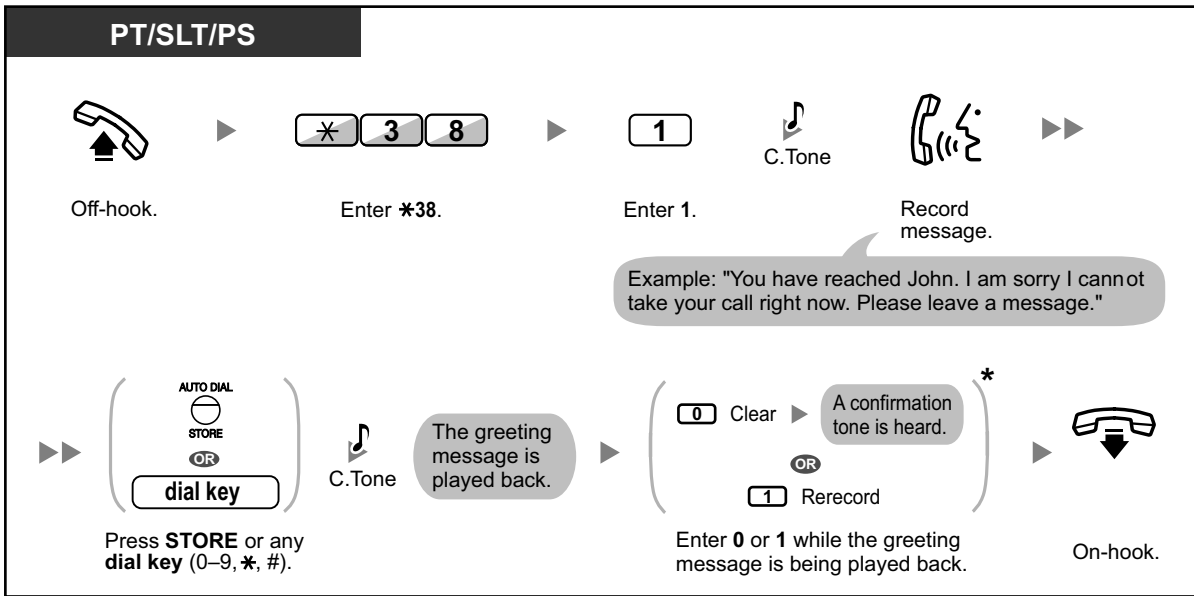 PT/SLT/PS
✳ 3 8
1
C.Tone
Off-hook.
Enter ✳38.
Enter 1.
Record
message.
Example: "You have reached John. I am sorry I cannot
take your call right now. Please leave a message."
AUTO DIAL
STORE
OR
dial key
Press STORE or any
dial key (0–9, ✳, #).
C.Tone
The greeting
message is
played back.
0 Clear
A confirmation
tone is heard.
OR
1 Rerecord
*
Enter 0 or 1 while the greeting
message is being played back.
On-hook.